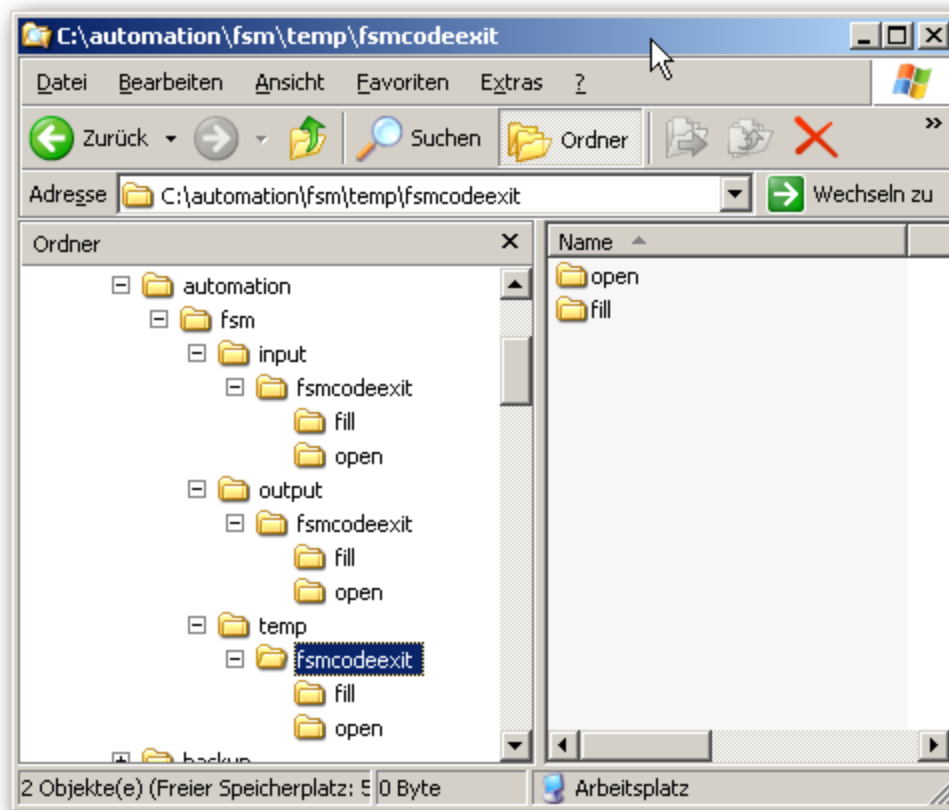 C:\automation\fsm\temp\fsmcodeexit
Datei Bearbeiten Ansicht Favoriten Extras ?
Zurück Suchen Ordner »
Adresse C:\automation\fsm\temp\fsmcodeexit Wechseln zu
Ordner
automation
fsm
input
fsmcodeexit
fill
open
output
fsmcodeexit
fill
open
temp
fsmcodeexit
fill
open
backup
Name
open
fill
2 Objekte(e) (Freier Speicherplatz: 5 0 Byte Arbeitsplatz